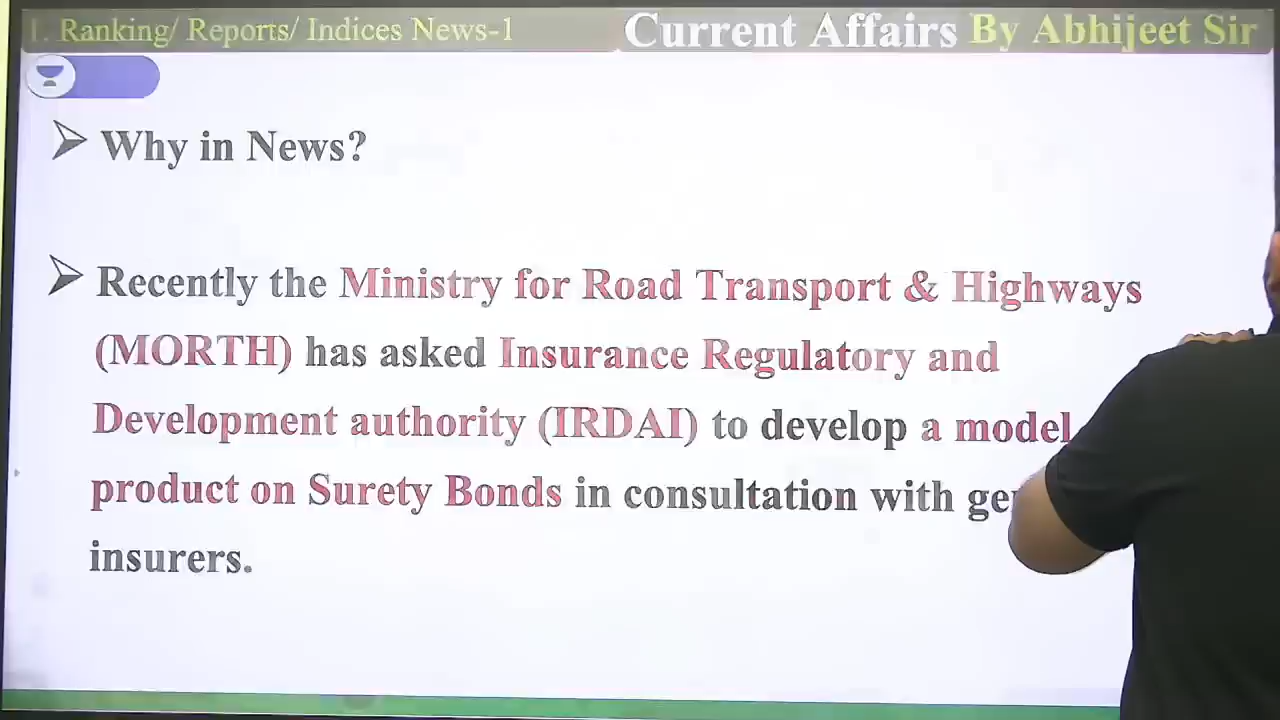 1. Ranking/ Reports/ Indices News-1
Current Affairs By Abhijeet Sir
Why in News?
Recently the Ministry for Road Transport & Highways
(MORTH) has asked Insurance Regulatory and
Development authority (IRDAI) to develop a model
product on Surety Bonds in consultation with
insurers.